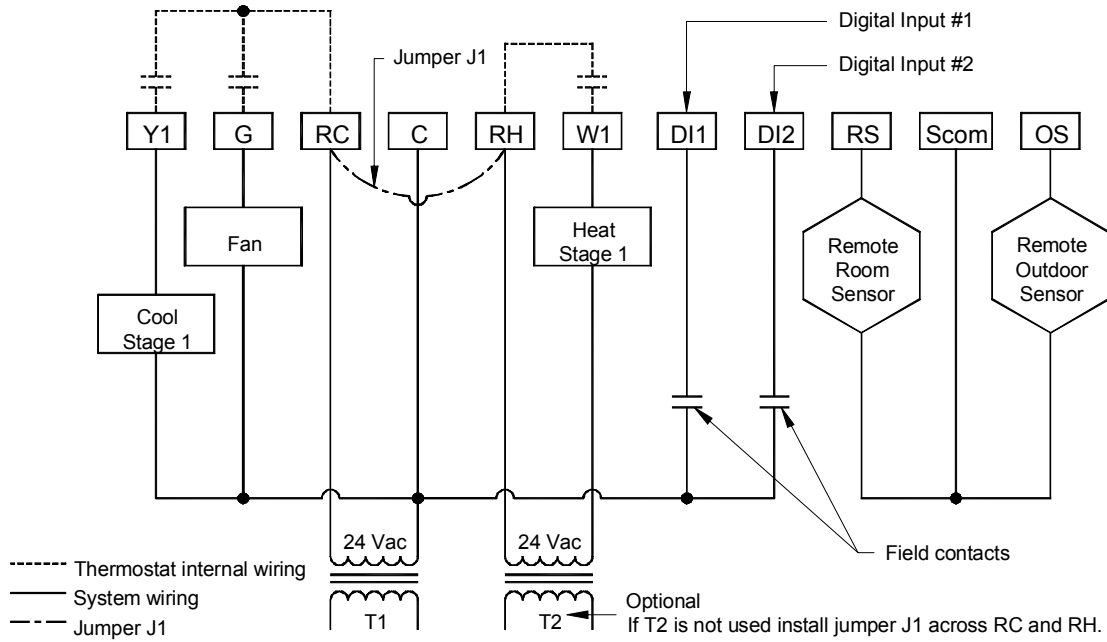 Digital Input #1
Jumper J1
Digital Input #2
Y1
G
RC
C
RH
W1
DI1
DI2
RS
Scom
OS
Fan
Heat
Stage 1
Remote
Room
Sensor
Remote
Outdoor
Sensor
Cool
Stage 1
24 Vac
24 Vac
Field contacts
Thermostat internal wiring
System wiring
Jumper J1
T1
T2
Optional
If T2 is not used install jumper J1 across RC and RH.